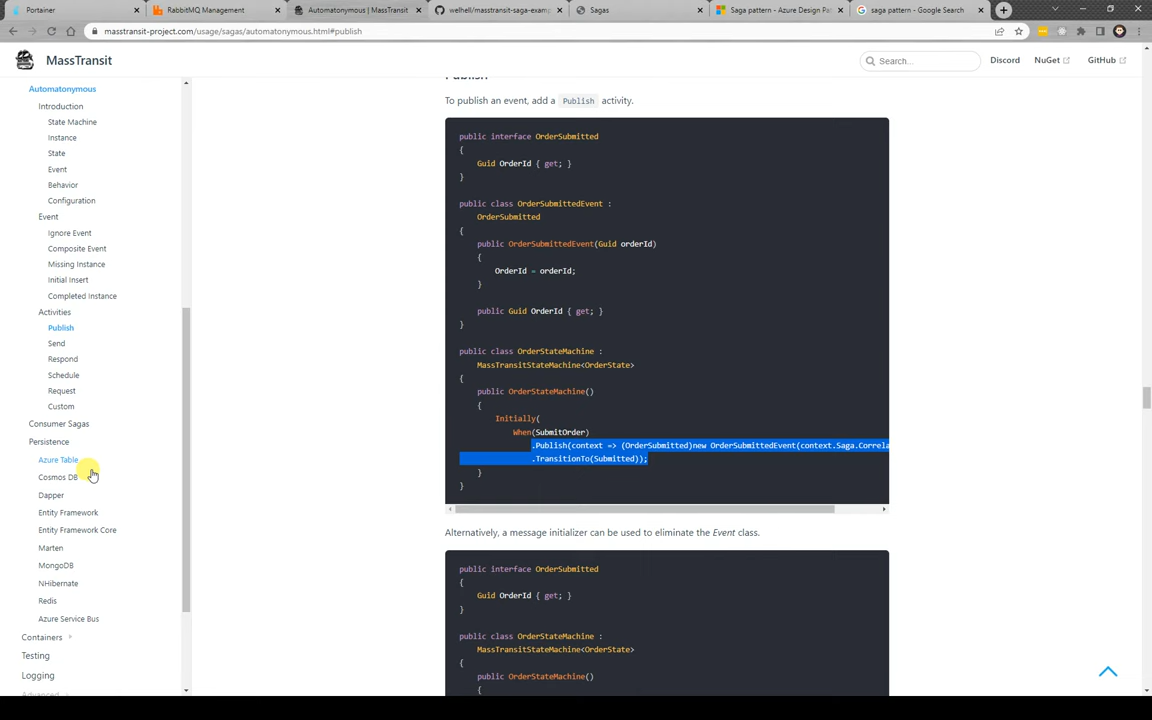 Portainer
RabbitMQ Management
Automatonymous | MassTransit
welhell/masstransit-saga-exam
Sagas
Saga pattern - Azure Design Pa
saga pattern - Google Search
masstransit-project.com/usage/sagas/automatonymous.html#publish
MassTransit
Search...
Discord
NuGet
GitHub
Automatonymous
Introduction
State Machine
Instance
State
Event
Behavior
Configuration
Event
Ignore Event
Composite Event
Missing Instance
Initial Insert
Completed Instance
Activities
Publish
Send
Respond
Schedule
Request
Custom
Consumer Sagas
Persistence
Azure Table
Cosmos DB
Dapper
Entity Framework
Entity Framework Core
Marten
MongoDB
NHibernate
Redis
Azure Service Bus
Containers
Testing
Logging
Advanced
Publish
To publish an event, add a Publish activity.
public interface OrderSubmitted
{
Guid OrderId { get; }
}
public class OrderSubmittedEvent :
OrderSubmitted
{
public OrderSubmittedEvent(Guid orderId)
{
OrderId = orderId;
}
public Guid OrderId { get; }
}
public class OrderStateMachine :
MassTransitStateMachine<OrderState>
{
public OrderStateMachine()
{
Initially(
When(SubmitOrder)
.Publish(context => (OrderSubmitted)new OrderSubmittedEvent(context.Saga.Correla
.TransitionTo(Submitted));
}
}
Alternatively, a message initializer can be used to eliminate the Event class.
public interface OrderSubmitted
{
Guid OrderId { get; }
}
public class OrderStateMachine :
MassTransitStateMachine<OrderState>
{
public OrderStateMachine()
{